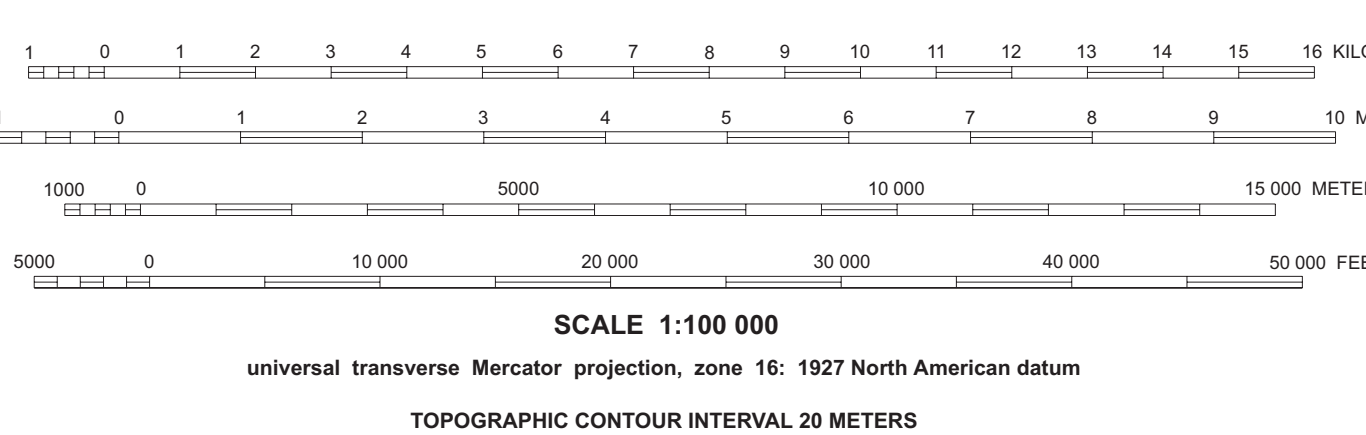 1 0 1 2 3 4 5 6 7 8 9 10 11 12 13 14 15 16
0 1 2 3 4 5 6 7 8 9 10
1000 0 5000 10 000 15 000
5000 0 10 000 20 000 30 000 40 000 50 000
SCALE 1:100 000
universal transverse Mercator projection, zone 16: 1927 North American datum
TOPOGRAPHIC CONTOUR INTERVAL 20 METERS